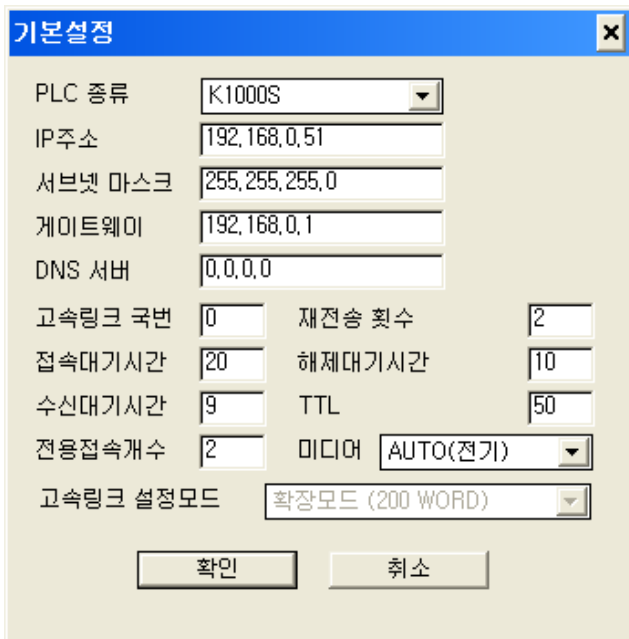 기본설정
PLC 종류 K1000S
IP주소 192,168,0,51
서브넷 마스크 255,255,255,0
게이트웨이 192,168,0,1
DNS 서버 0,0,0,0
고속링크 국번 0 재전송 횟수 2
접속대기시간 20 해제대기시간 10
수신대기시간 9 TTL 50
전용접속개수 2 미디어 AUTO(전기)
고속링크 설정모드 확장모드 (200 WORD)
확인 취소